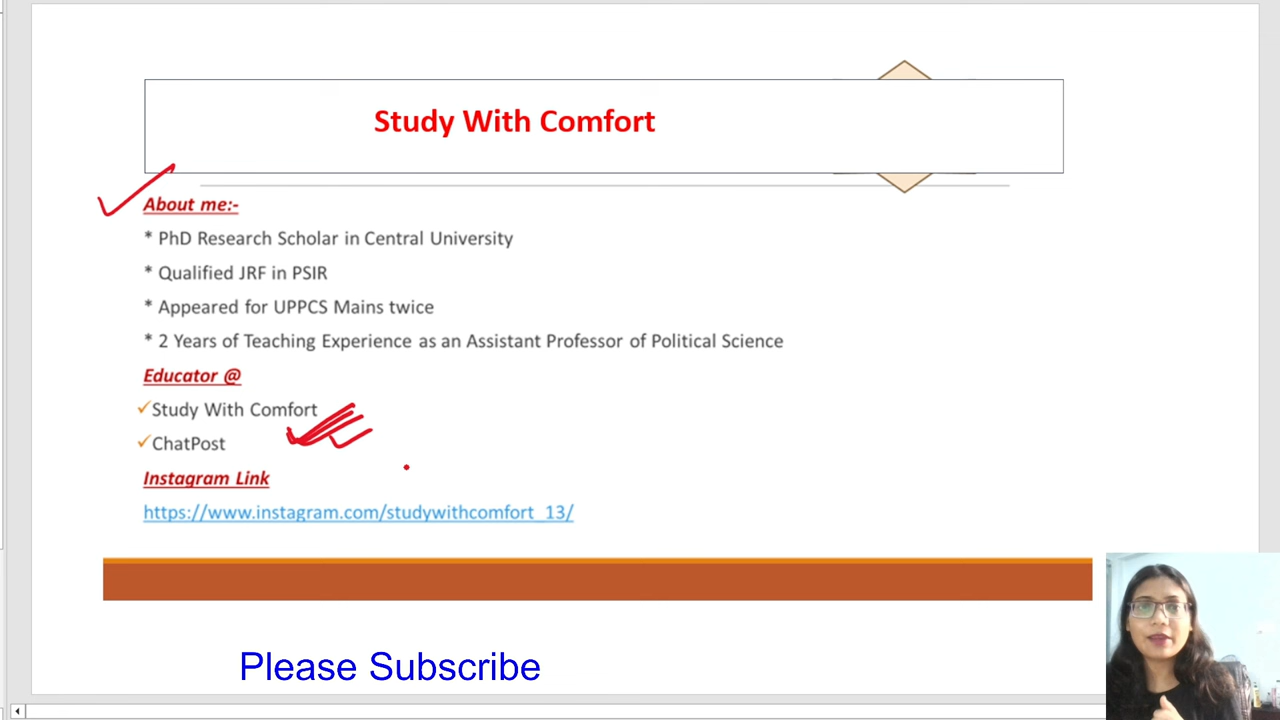 Study With Comfort
About me:-
* PhD Research Scholar in Central University
* Qualified JRF in PSIR
* Appeared for UPPCS Mains twice
* 2 Years of Teaching Experience as an Assistant Professor of Political Science
Educator @
✓Study With Comfort
✓ChatPost
Instagram Link
https://www.instagram.com/studywithcomfort_13/
Please Subscribe